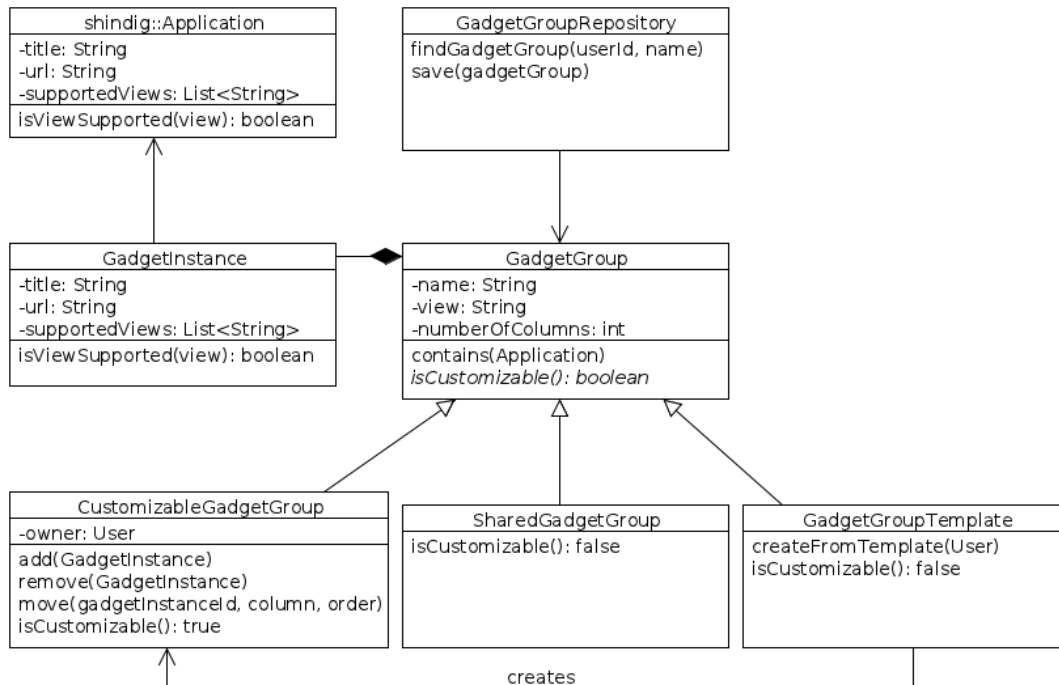 shindig::Application
-title: String
-url: String
-supportedViews: List<String>
isViewSupported(view): boolean
GadgetGroupRepository
findGadgetGroup(userId, name)
save(gadgetGroup)
GadgetInstance
-title: String
-url: String
-supportedViews: List<String>
isViewSupported(view): boolean
GadgetGroup
-name: String
-view: String
-numberOfColumns: int
contains(Application)
isCustomizable(): boolean
CustomizableGadgetGroup
-owner: User
add(GadgetInstance)
remove(GadgetInstance)
move(gadgetInstanceId, column, order)
isCustomizable(): true
SharedGadgetGroup
isCustomizable(): false
GadgetGroupTemplate
createFromTemplate(User)
isCustomizable(): false
creates